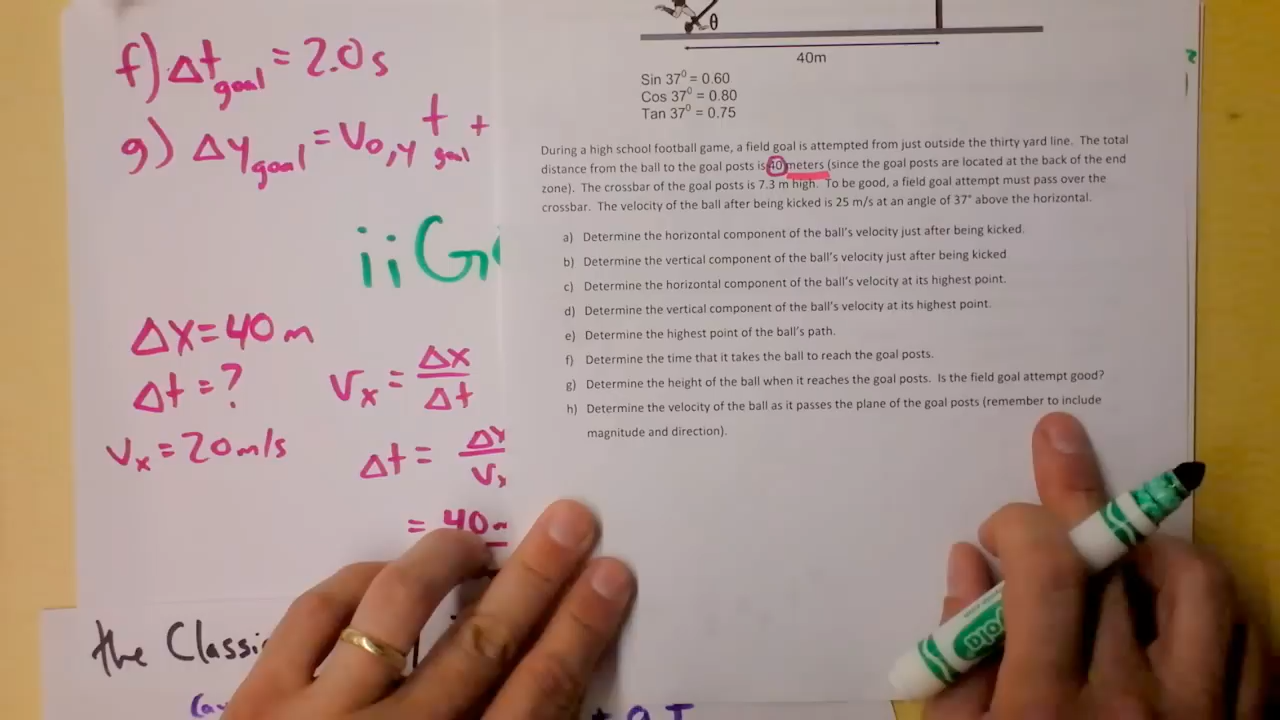 f) Δt goal = 2.0 s
g) Δy goal = V₀,y t goal +
¡¡G
Δx = 40 m
Δt = ?
Vx = 20 m/s
Vx = Δx / Δt
Δt = / Vx
= 40
the Classi
θ
40m
Sin 37⁰ = 0.60
Cos 37⁰ = 0.80
Tan 37⁰ = 0.75
During a high school football game, a field goal is attempted from just outside the thirty yard line. The total
distance from the ball to the goal posts is 40 meters (since the goal posts are located at the back of the end
zone). The crossbar of the goal posts is 7.3 m high. To be good, a field goal attempt must pass over the
crossbar. The velocity of the ball after being kicked is 25 m/s at an angle of 37° above the horizontal.
a) Determine the horizontal component of the ball's velocity just after being kicked.
b) Determine the vertical component of the ball's velocity just after being kicked
c) Determine the horizontal component of the ball's velocity at its highest point.
d) Determine the vertical component of the ball's velocity at its highest point.
e) Determine the highest point of the ball's path.
f) Determine the time that it takes the ball to reach the goal posts.
g) Determine the height of the ball when it reaches the goal posts. Is the field goal attempt good?
h) Determine the velocity of the ball as it passes the plane of the goal posts (remember to include
magnitude and direction).